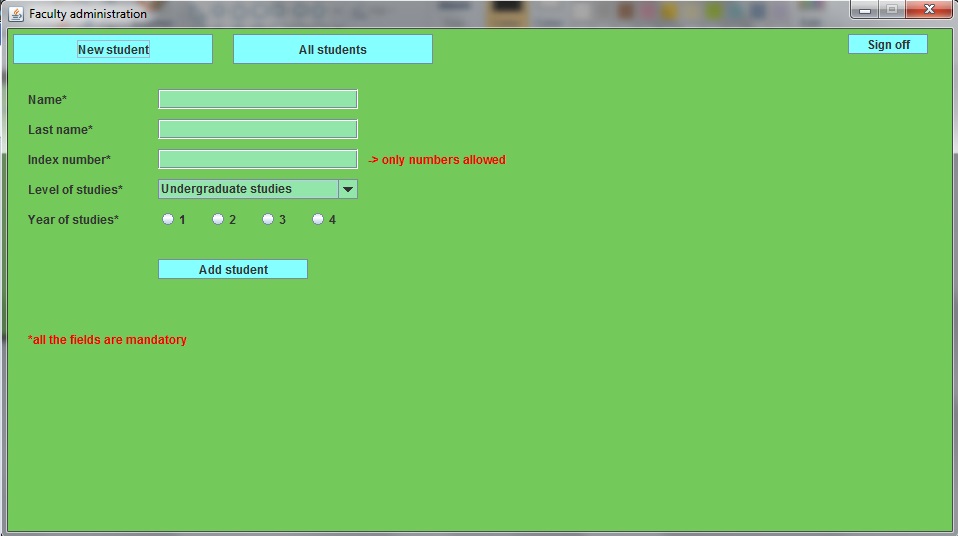 Faculty administration
New student All students Sign off
Name*
Last name*
Index number* -> only numbers allowed
Level of studies* Undergraduate studies
Year of studies* 1 2 3 4
Add student
*all the fields are mandatory